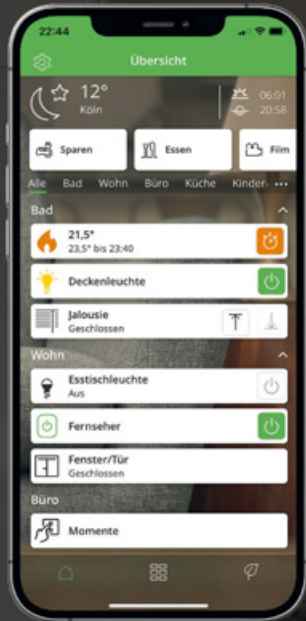 22:44
Übersicht
12°
Köln
06:01
20:58
Sparen
Essen
Film
Alle Bad Wohn Büro Küche Kinder
Bad
21,5°
23,5° bis 23:40
Deckenleuchte
Jalousie
Geschlossen
Wohn
Esstischleuchte
Aus
Fernseher
Fenster/Tür
Geschlossen
Büro
Momente